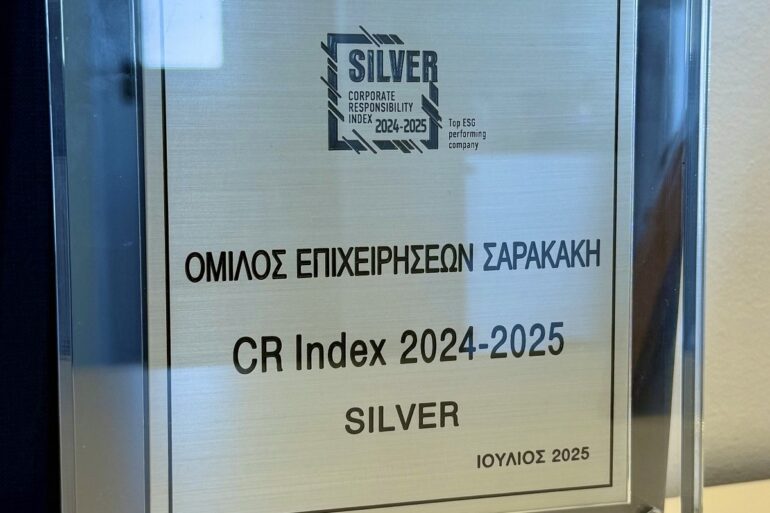 SILVER
CORPORATE
RESPONSIBILITY
INDEX 2024-2025
Top ESG
performing
company
ΟΜΙΛΟΣ ΕΠΙΧΕΙΡΗΣΕΩΝ ΣΑΡΑΚΑΚΗ
CR Index 2024-2025
SILVER
ΙΟΥΛΙΟΣ 2025